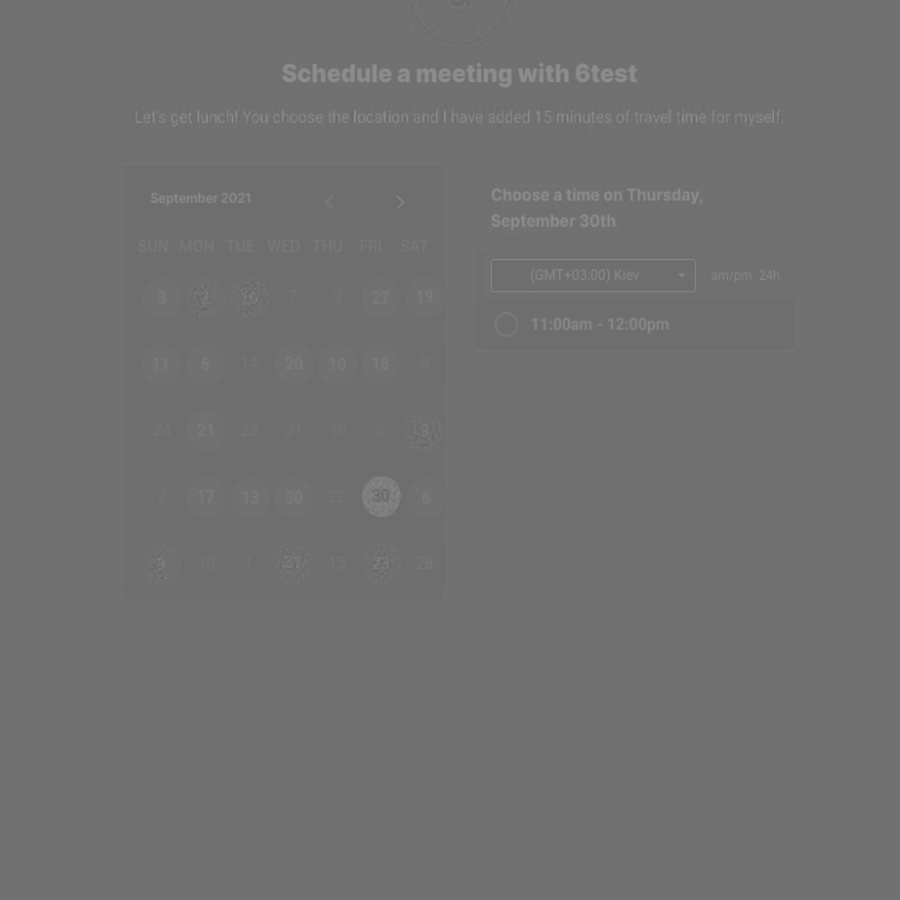 Schedule a meeting with 6test
Let's get lunch! You choose the location and I have added 15 minutes of travel time for myself.
September 2021
SUN MON TUE WED THU FRI SAT
3 2 7 9 27 19
11 5 14 20 10 18 8
24 21 23 21 10 8
2 17 13 30 22 30 6
18 1 31 15 23 28
Choose a time on Thursday,
September 30th
(GMT+03:00) Kiev
am/pm 24h
11:00am - 12:00pm